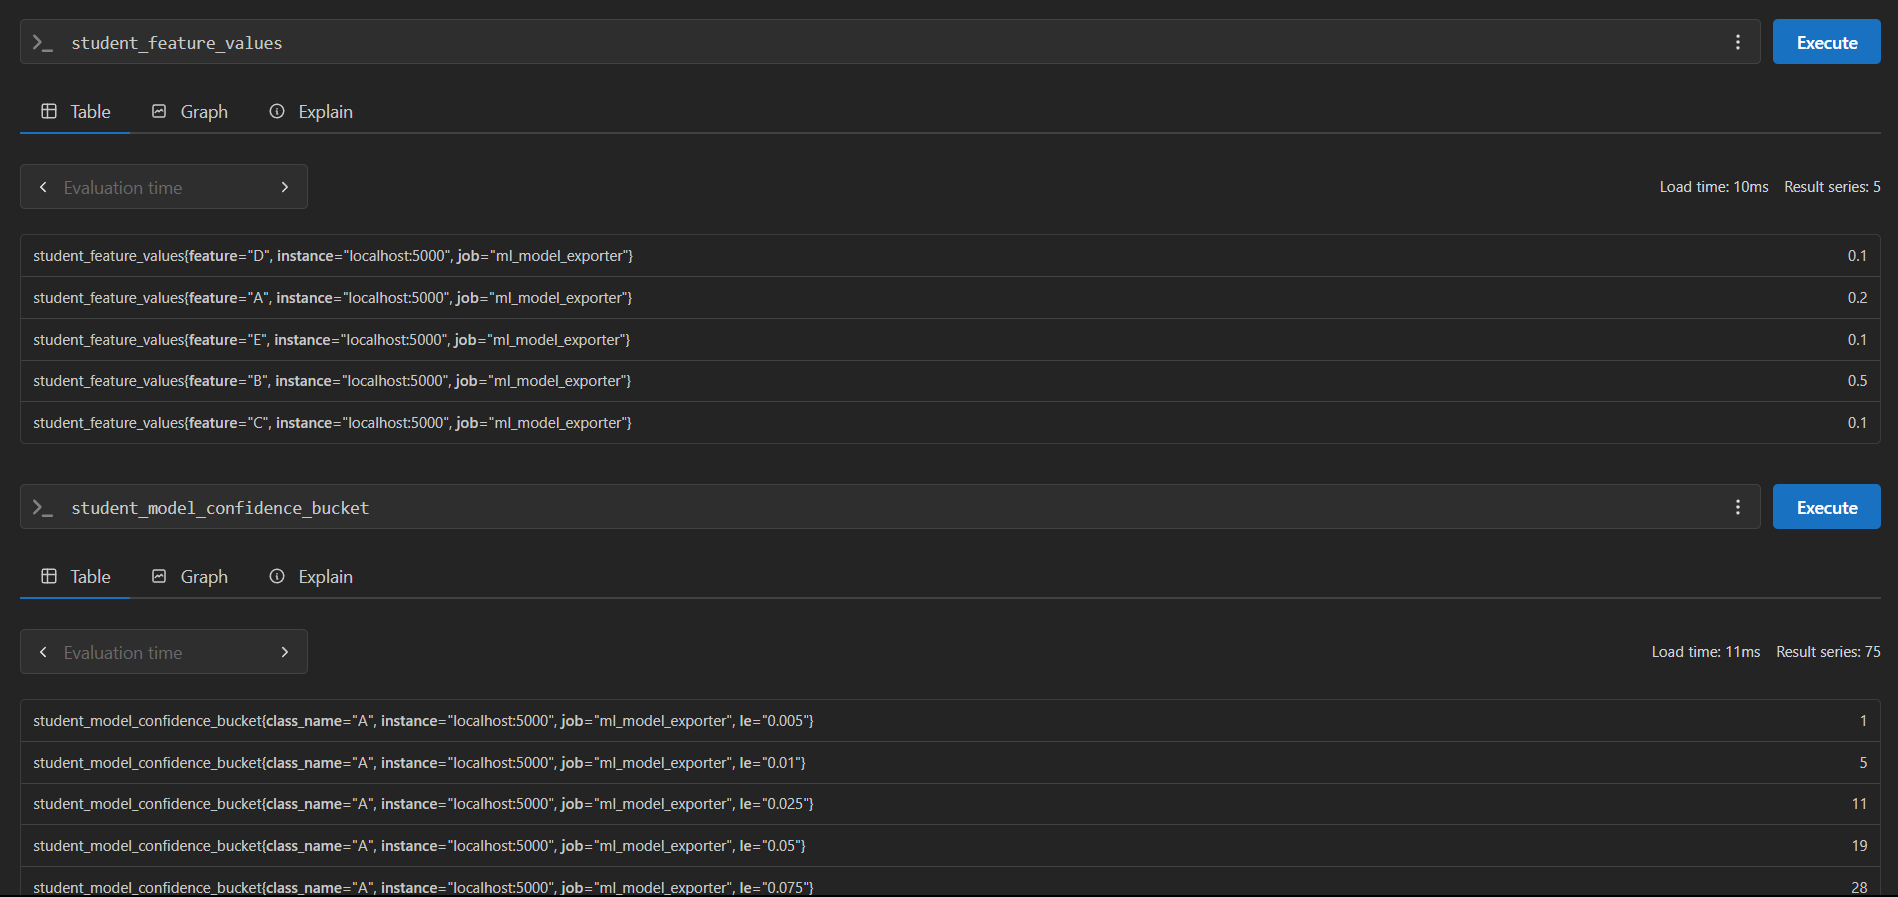 student_feature_values
Execute
Table Graph Explain
Evaluation time
Load time: 10ms Result series: 5
student_feature_values{feature="D", instance="localhost:5000", job="ml_model_exporter"} 0.1
student_feature_values{feature="A", instance="localhost:5000", job="ml_model_exporter"} 0.2
student_feature_values{feature="E", instance="localhost:5000", job="ml_model_exporter"} 0.1
student_feature_values{feature="B", instance="localhost:5000", job="ml_model_exporter"} 0.5
student_feature_values{feature="C", instance="localhost:5000", job="ml_model_exporter"} 0.1
student_model_confidence_bucket
Execute
Table Graph Explain
Evaluation time
Load time: 11ms Result series: 75
student_model_confidence_bucket{class_name="A", instance="localhost:5000", job="ml_model_exporter", le="0.005"} 1
student_model_confidence_bucket{class_name="A", instance="localhost:5000", job="ml_model_exporter", le="0.01"} 5
student_model_confidence_bucket{class_name="A", instance="localhost:5000", job="ml_model_exporter", le="0.025"} 11
student_model_confidence_bucket{class_name="A", instance="localhost:5000", job="ml_model_exporter", le="0.05"} 19
student_model_confidence_bucket{class_name="A", instance="localhost:5000", job="ml_model_exporter", le="0.075"} 28